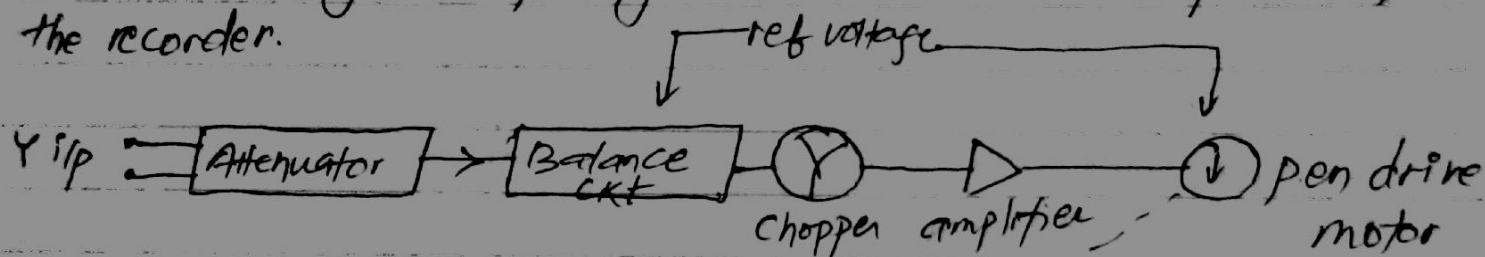 the recorder.
ref voltage
Y i/p
Attenuator
Balance
ckt
chopper amplifier
pen drive
motor